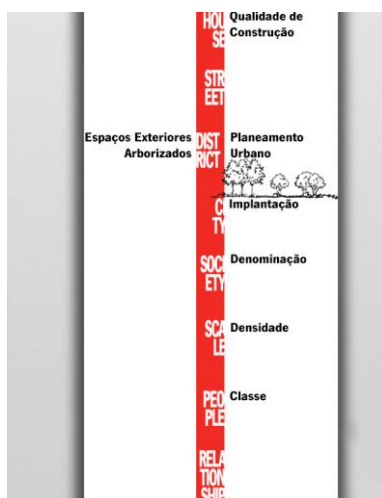 HOU
SE
Qualidade de
Construção
STR
EET
Espaços Exteriores
Arborizados
DIST
RICT
Planeamento
Urbano
CI
TY
Implantação
SOCI
ETY
Denominação
SCA
LE
Densidade
PEO
PLE
Classe
RELA
TION
SHIP